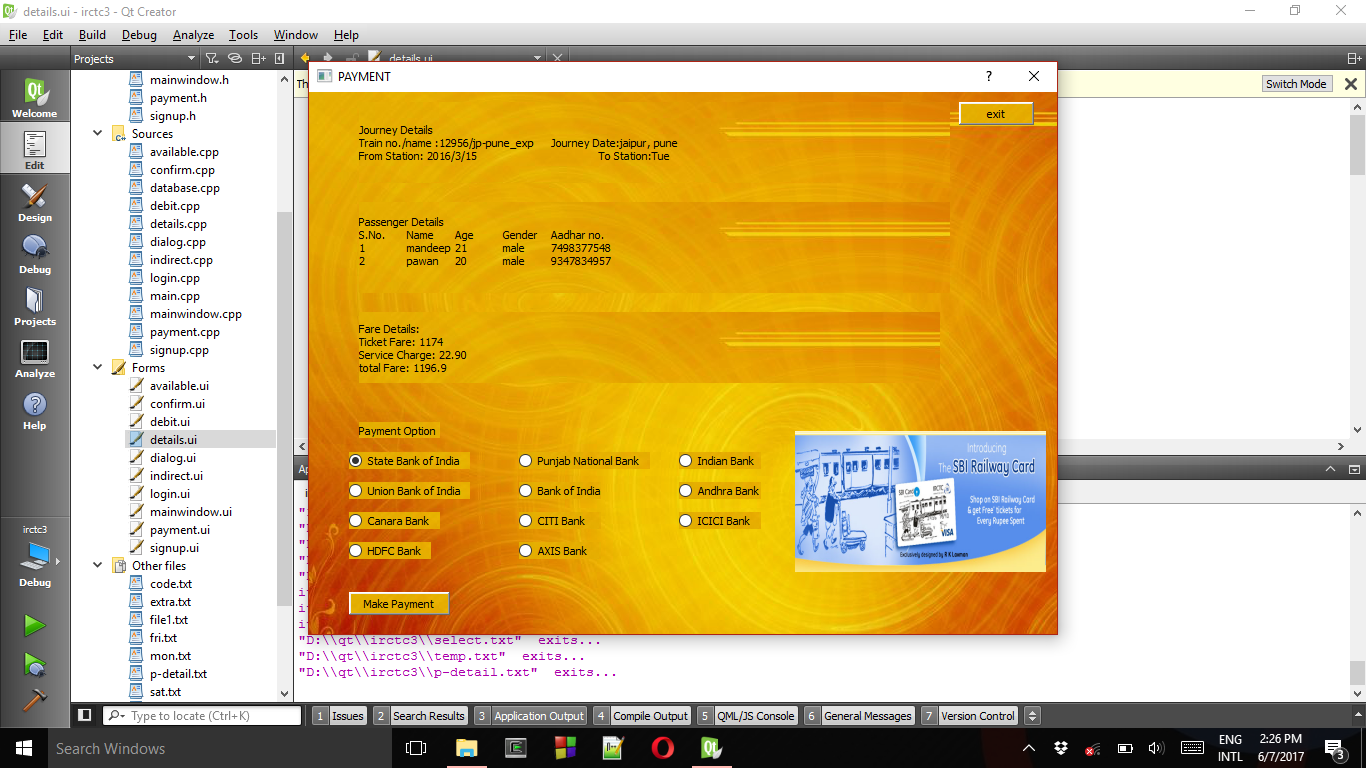 details.ui - irctc3 - Qt Creator
File Edit Build Debug Analyze Tools Window Help
Projects
details.ui
Th
Switch Mode
PAYMENT
?
exit
Welcome
Edit
Design
Debug
Projects
Analyze
Help
irctc3
Debug
mainwindow.h
payment.h
signup.h
Sources
available.cpp
confirm.cpp
database.cpp
debit.cpp
details.cpp
dialog.cpp
indirect.cpp
login.cpp
main.cpp
mainwindow.cpp
payment.cpp
signup.cpp
Forms
available.ui
confirm.ui
debit.ui
details.ui
dialog.ui
indirect.ui
login.ui
mainwindow.ui
payment.ui
signup.ui
Other files
code.txt
extra.txt
file1.txt
fri.txt
mon.txt
p-detail.txt
sat.txt
Journey Details
Train no./name :12956/jp-pune_exp Journey Date:jaipur, pune
From Station: 2016/3/15 To Station:Tue
Passenger Details
S.No. Name Age Gender Aadhar no.
1 mandeep 21 male 7498377548
2 pawan 20 male 9347834957
Fare Details:
Ticket Fare: 1174
Service Charge: 22.90
total Fare: 1196.9
Payment Option
State Bank of India Punjab National Bank Indian Bank
Union Bank of India Bank of India Andhra Bank
Canara Bank CITI Bank ICICI Bank
HDFC Bank AXIS Bank
Make Payment
Introducing
The SBI Railway Card
SBI Card IRCTC
Shop on SBI Railway Card
& get Free tickets for
Every Rupee Spent
VISA
Exclusively designed by R K Laxman
"D:\\qt\\irctc3\\select.txt" exits...
"D:\\qt\\irctc3\\temp.txt" exits...
"D:\\qt\\irctc3\\p-detail.txt" exits...
Type to locate (Ctrl+K)
1 Issues 2 Search Results 3 Application Output 4 Compile Output 5 QML/JS Console 6 General Messages 7 Version Control
Search Windows
ENG
INTL
2:26 PM
6/7/2017
3